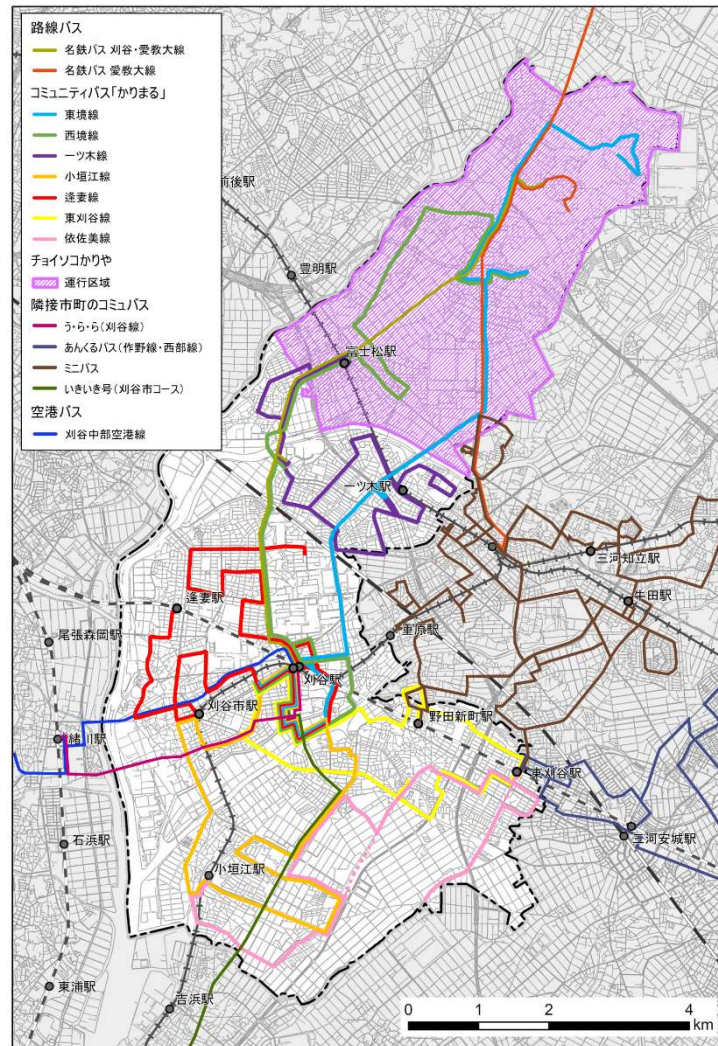 路線バス
名鉄バス 刈谷・愛教大線
名鉄バス 愛教大線
コミュニティバス「かりまる」
東境線
西境線
一ツ木線
小垣江線
逢妻線
東刈谷線
依佐美線
チョイソコかりや
運行区域
隣接市町のコミュバス
う・ら・ら(刈谷線)
あんくるバス(作野線・西部線)
ミニバス
いきいき号(刈谷市コース)
空港バス
刈谷中部空港線
前後駅
豊明駅
富士松駅
一ツ木駅
三河知立駅
牛田駅
逢妻駅
重原駅
尾張森岡駅
刈谷駅
刈谷市駅
野田新町駅
緒川駅
東刈谷駅
三河安城駅
石浜駅
小垣江駅
東浦駅
吉浜駅
0 1 2 4
km